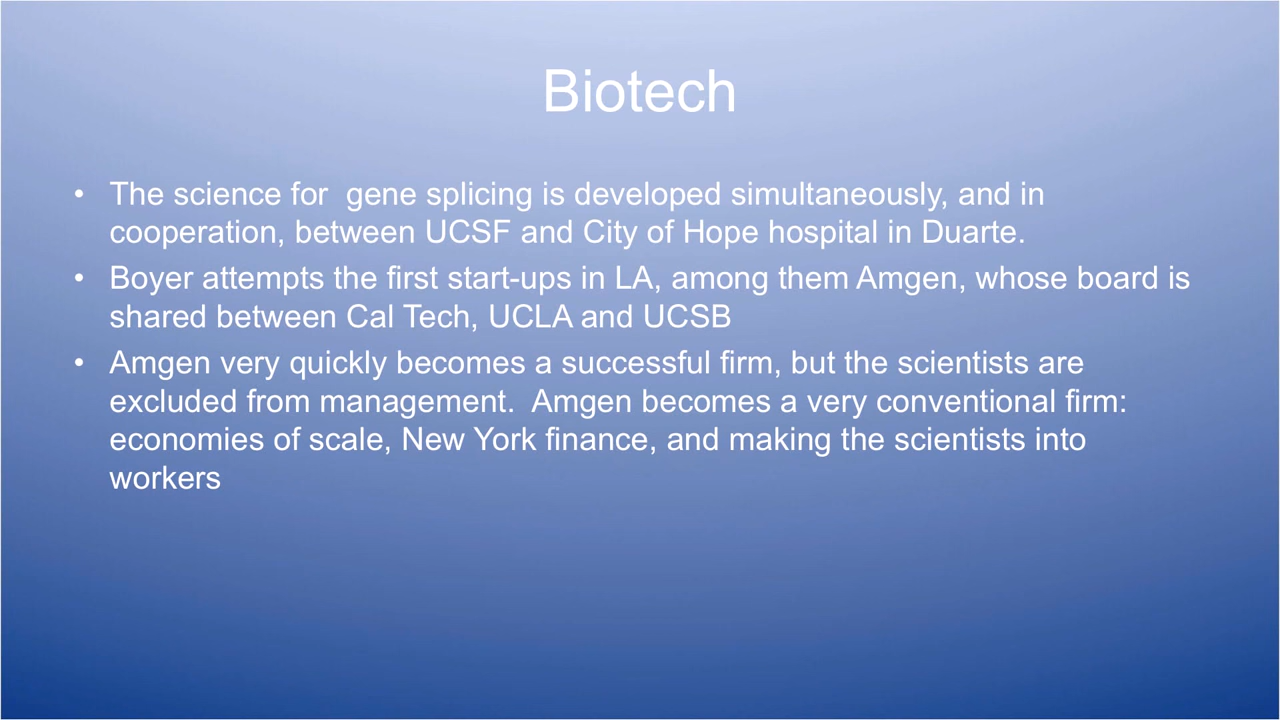 Biotech
• The science for  gene splicing is developed simultaneously, and in
cooperation, between UCSF and City of Hope hospital in Duarte.
• Boyer attempts the first start-ups in LA, among them Amgen, whose board is
shared between Cal Tech, UCLA and UCSB
• Amgen very quickly becomes a successful firm, but the scientists are
excluded from management.  Amgen becomes a very conventional firm:
economies of scale, New York finance, and making the scientists into
workers